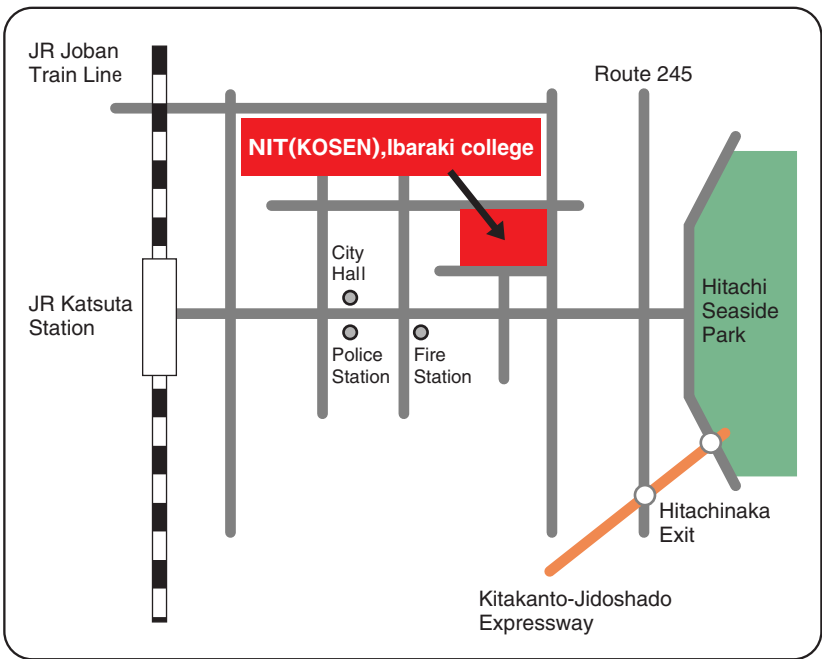 JR Joban
Train Line
Route 245
NIT(KOSEN),Ibaraki college
City
Hall
JR Katsuta
Station
Hitachi
Seaside
Park
Police
Station
Fire
Station
Hitachinaka
Exit
Kitakanto-Jidoshado
Expressway